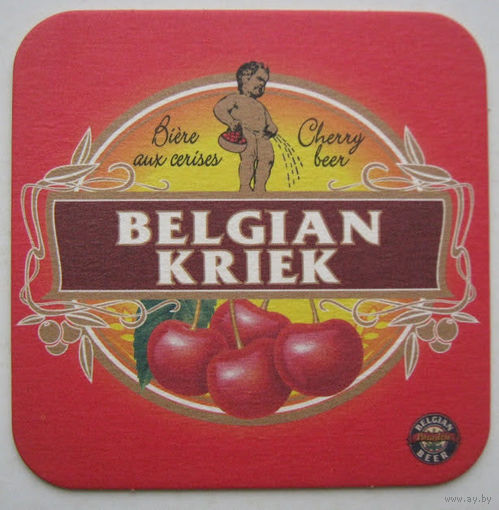 Bière
aux cerises
Cherry
beer
BELGIAN
KRIEK
BELGIAN
BEER
www.ay.by